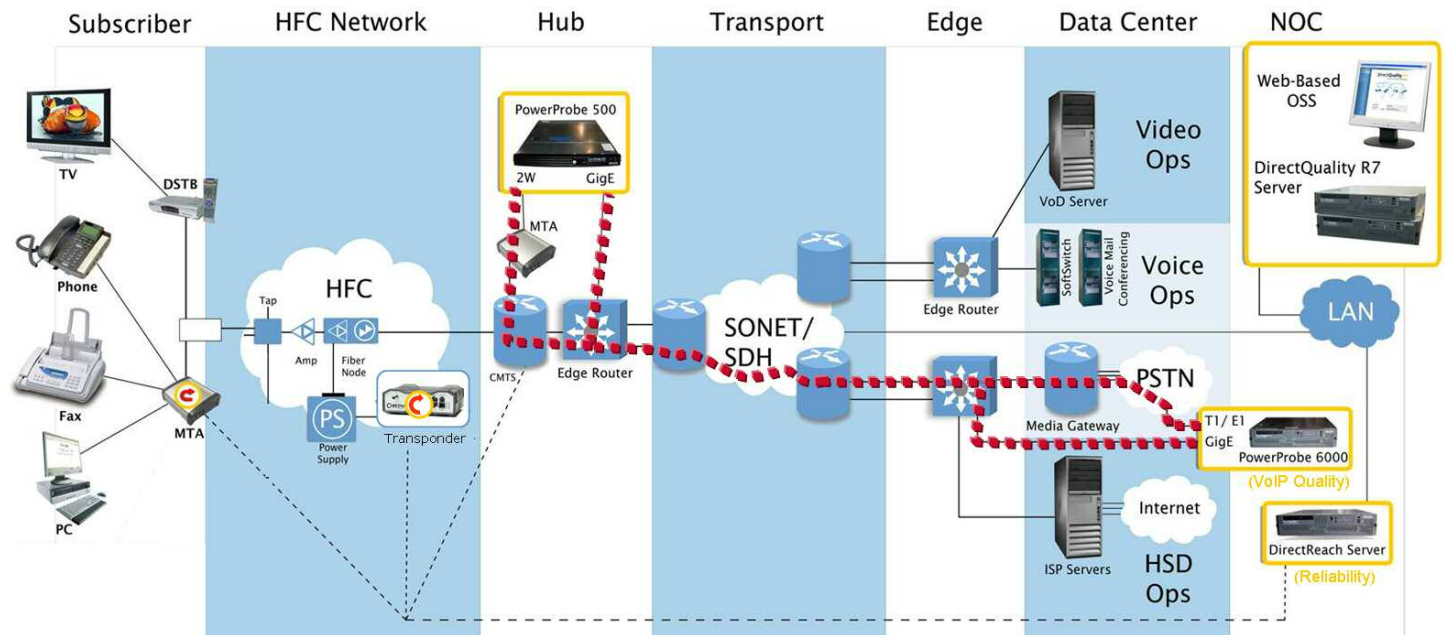 Subscriber
HFC Network
Hub
Transport
Edge
Data Center
NOC
TV
DSTB
Phone
Fax
MTA
PC
HFC
Tap
Amp
Fiber
Node
PS
Power
Supply
Transponder
PowerProbe 500
2W
GigE
MTA
CMTS
Edge Router
SONET/
SDH
Edge Router
VoD Server
Video
Ops
SoftSwitch
Voice Mail
Conferencing
Voice
Ops
Media Gateway
PSTN
ISP Servers
Internet
HSD
Ops
Web-Based
OSS
DirectQuality R7
Server
LAN
T1/E1
GigE
PowerProbe 6000
(VoIP Quality)
DirectReach Server
(Reliability)